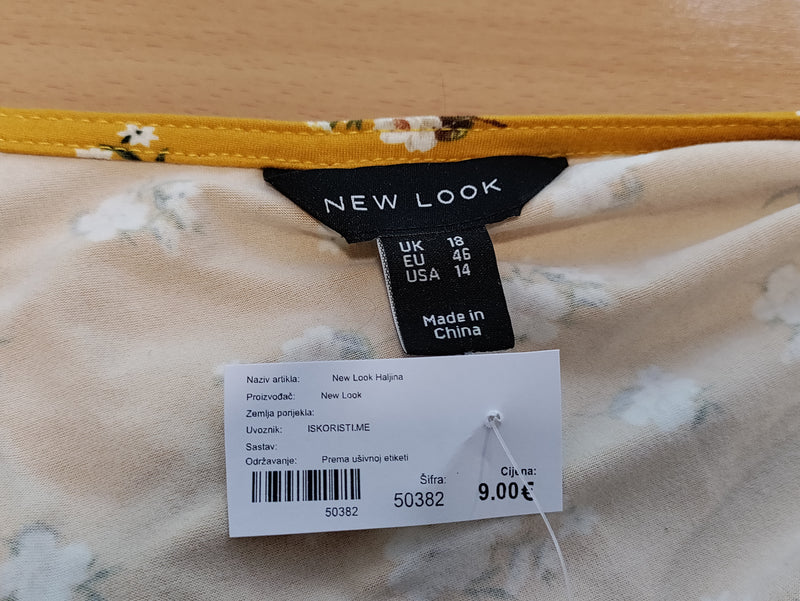 NEW LOOK
UK 18
EU 46
USA 14
Made in
China
Naziv artikla: New Look Haljina
Proizvođač: New Look
Zemlja porijekla:
Uvoznik: ISKORISTI.ME
Sastav:
Održavanje: Prema ušivnoj etiketi
50382
Šifra:
50382
Cijena:
9.00€